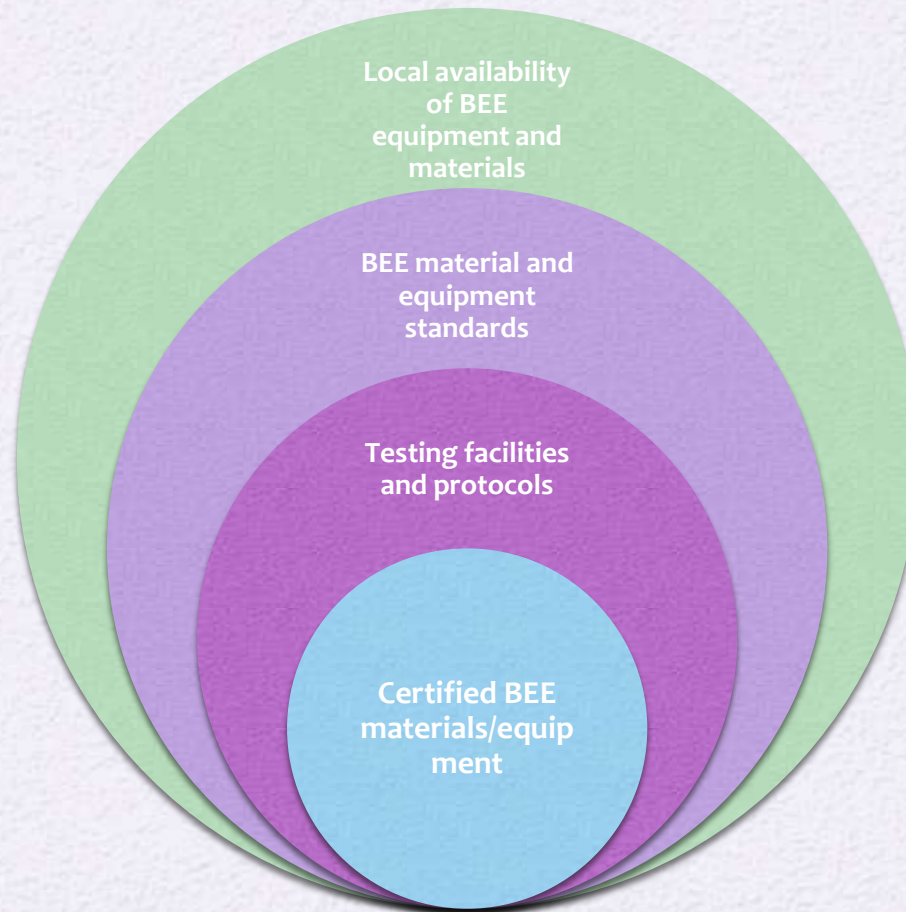 Local availability
of BEE
equipment and
materials
BEE material and
equipment
standards
Testing facilities
and protocols
Certified BEE
materials/equip
ment